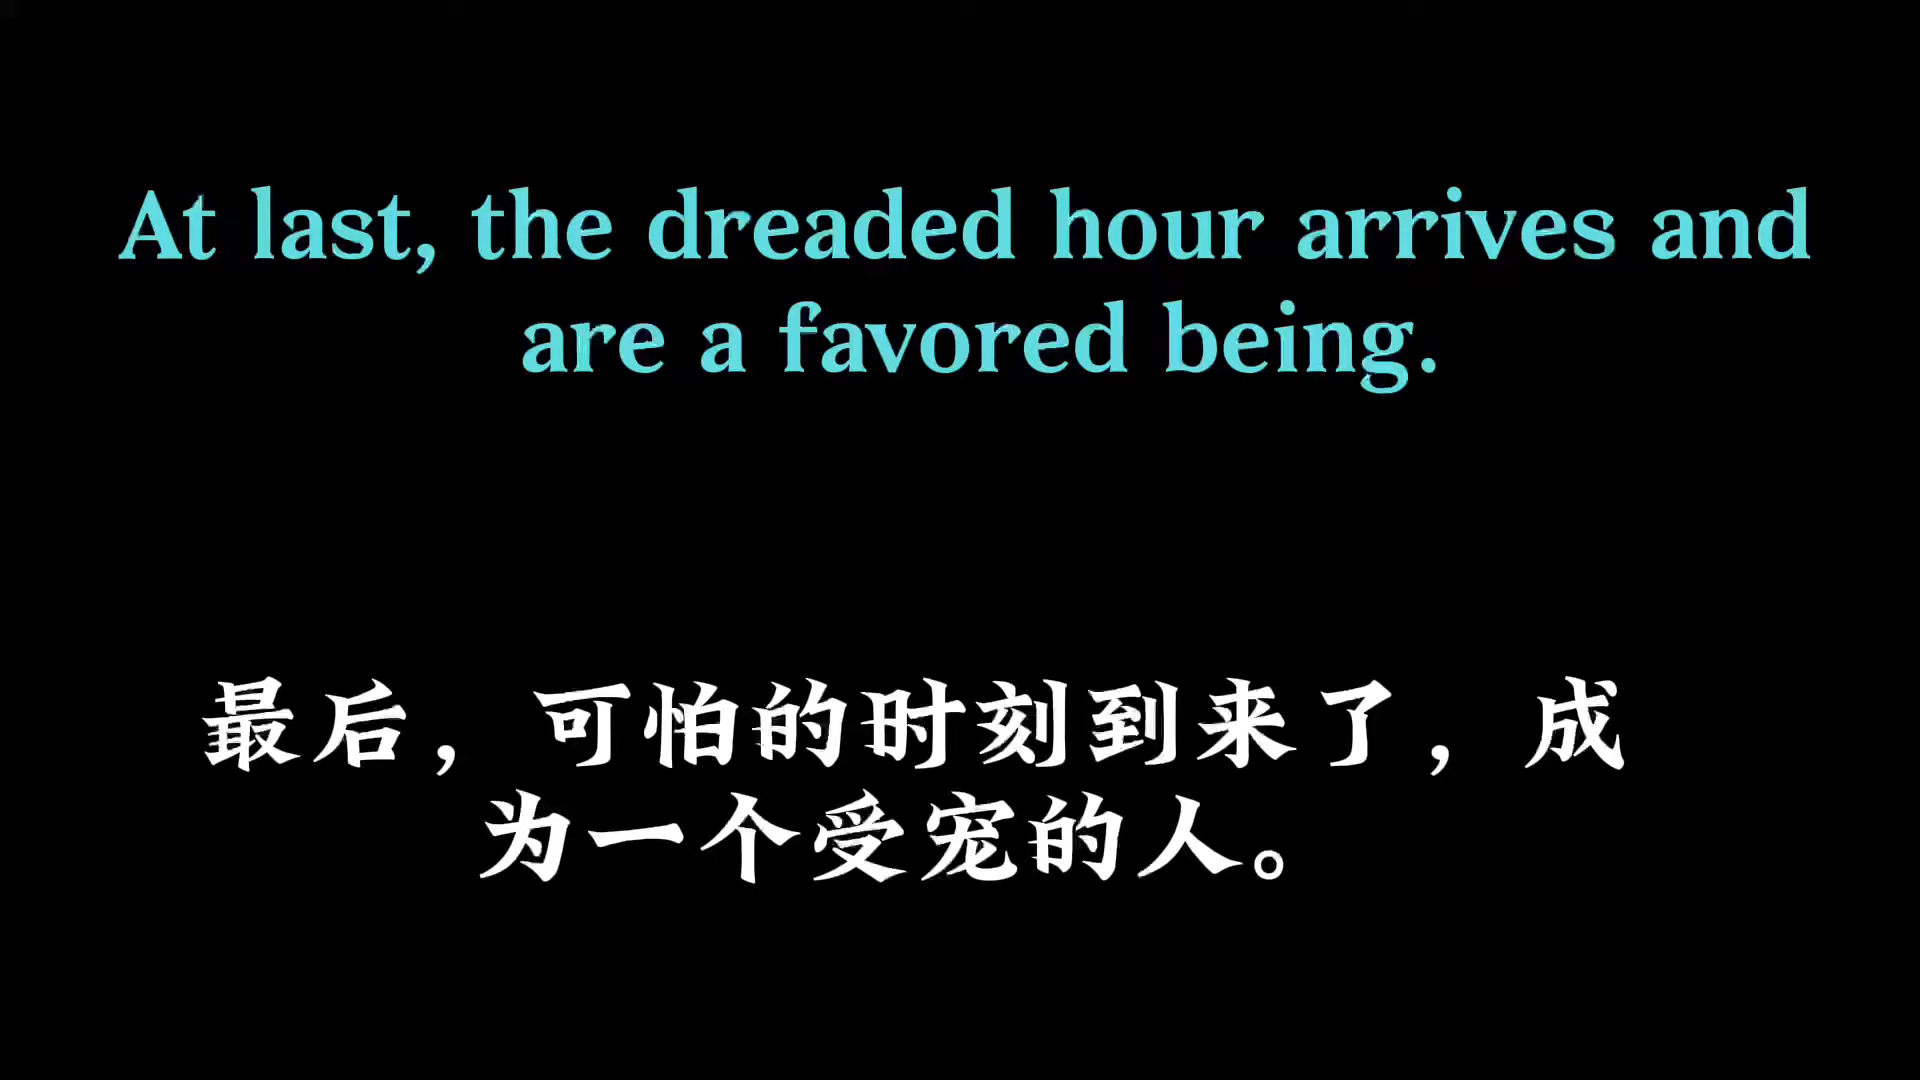 At last, the dreaded hour arrives and
are a favored being.
最后，可怕的时刻到来了，成
为一个受宠的人。